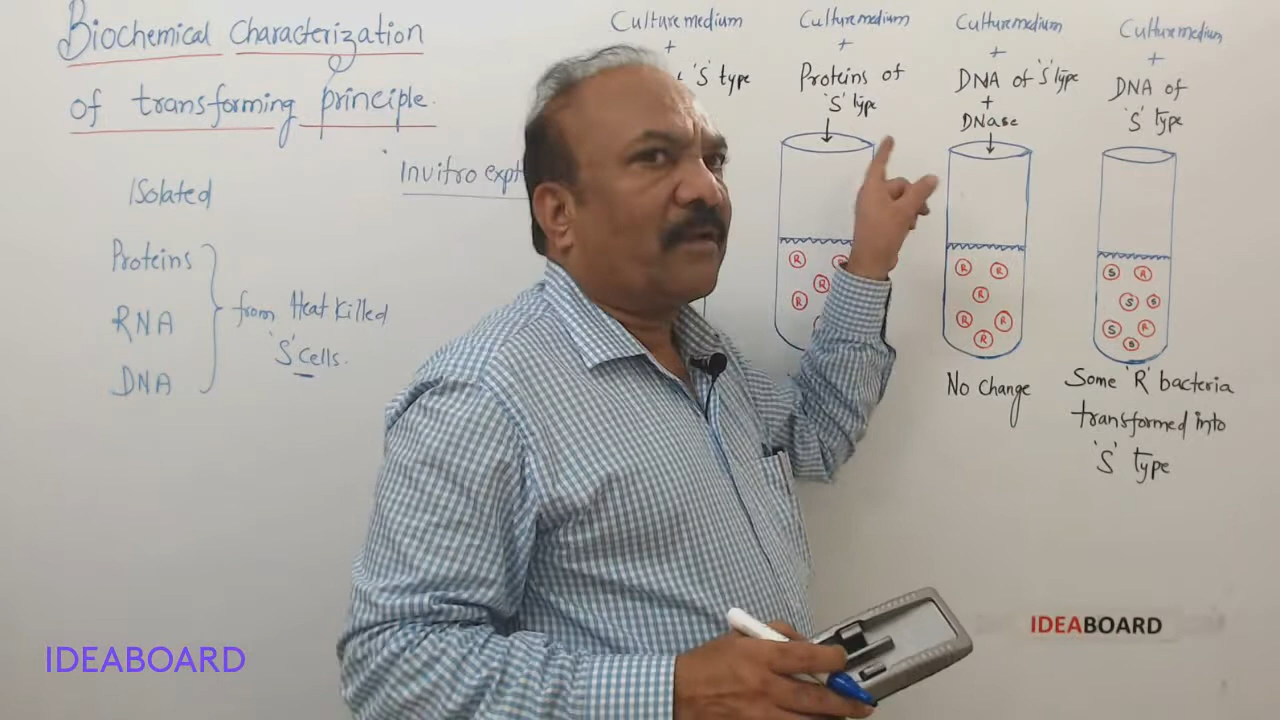 Biochemical Characterization
of transforming principle.
Isolated
Proteins
RNA
DNA
from Heat killed
'S' Cells.
Invitro expt
Culture medium
+
'S' type
Culture medium
+
Proteins of
'S' type
Culture medium
+
DNA of 'S' type
+
DNase
Culture medium
+
DNA of
'S' type
R R
R
R
R R
R
R R
R
S R
S S
S R
S
No change
Some 'R' bacteria
transformed into
'S' type
IDEABOARD
IDEABOARD